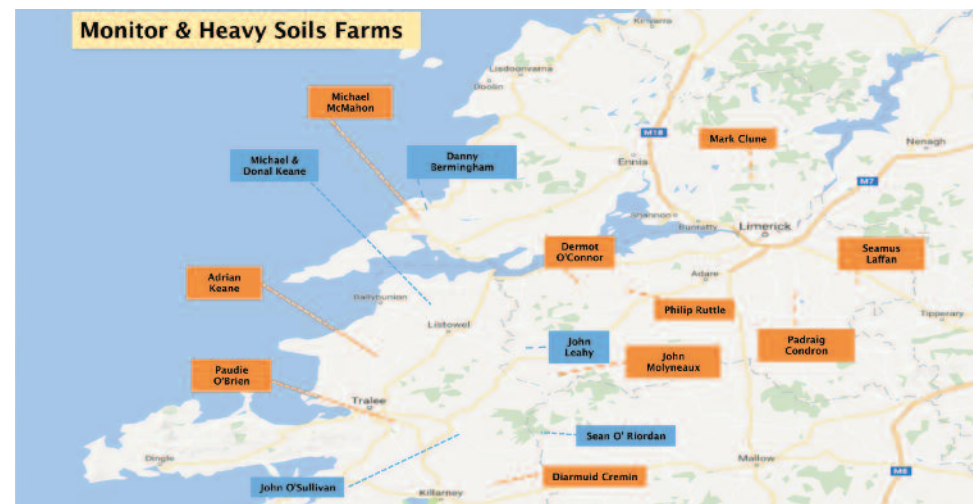 Monitor & Heavy Soils Farms
Kinvarra
Lisdoonvarna
Doolin
Michael
McMahon
M18
Mark Clune
Nenagh
Michael &
Donal Keane
Danny
Bermingham
Ennis
M7
Shannon
Bunratty
Limerick
Dermot
O'Connor
Seamus
Laffan
Adrian
Keane
Adare
Ballybunion
Philip Ruttle
Tipperary
Listowel
John
Leahy
Padraig
Condron
John
Molyneaux
Paudie
O'Brien
Tralee
Sean O' Riordan
Dingle
Mallow
M8
John O'Sullivan
Killarney
Diarmuid Cremin